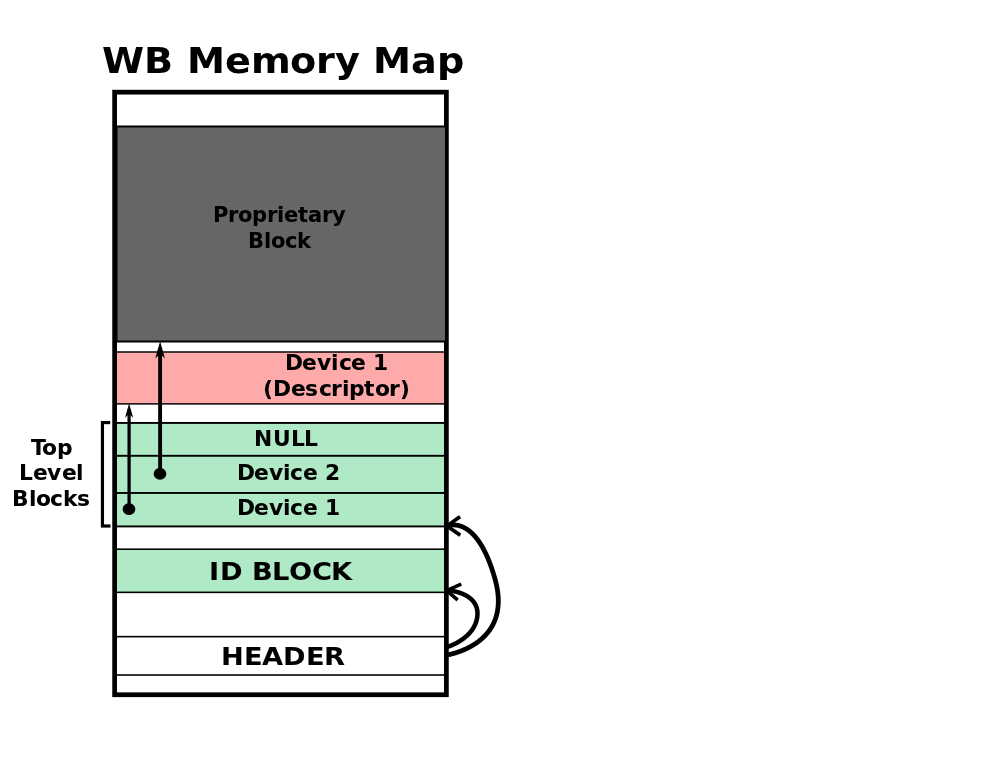 WB Memory Map
Proprietary
Block
Device 1
(Descriptor)
NULL
Device 2
Device 1
Top
Level
Blocks
ID BLOCK
HEADER